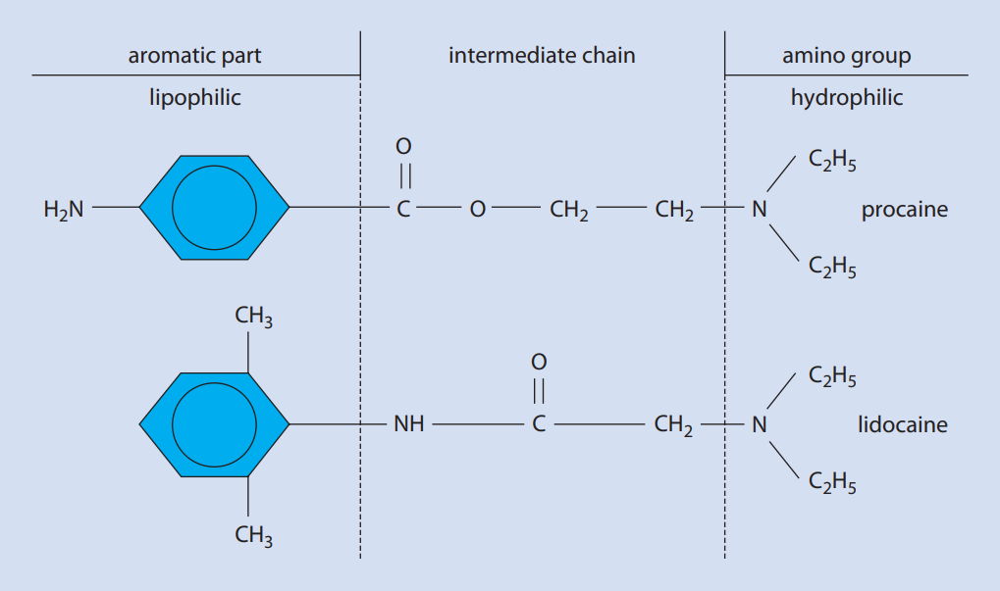 aromatic part intermediate chain amino group
lipophilic hydrophilic
O C₂H₅
H₂N C O CH₂ CH₂ N procaine
C₂H₅
CH₃
O C₂H₅
NH C CH₂ N lidocaine
C₂H₅
CH₃